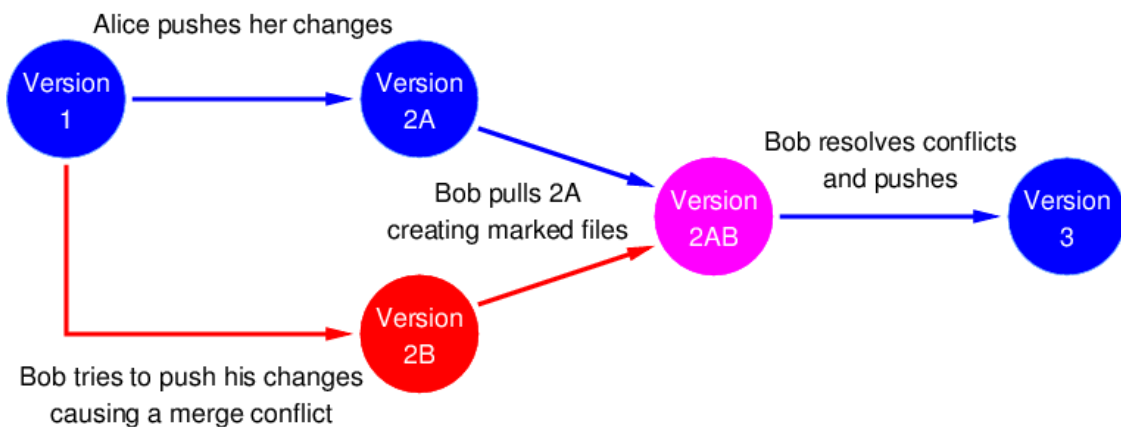 Alice pushes her changes
Version
1
Version
2A
Bob pulls 2A
creating marked files
Version
2AB
Bob resolves conflicts
and pushes
Version
3
Version
2B
Bob tries to push his changes
causing a merge conflict